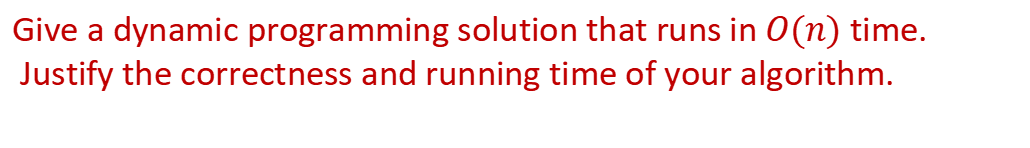 Give a dynamic programming solution that runs in O(n) time.
Justify the correctness and running time of your algorithm.